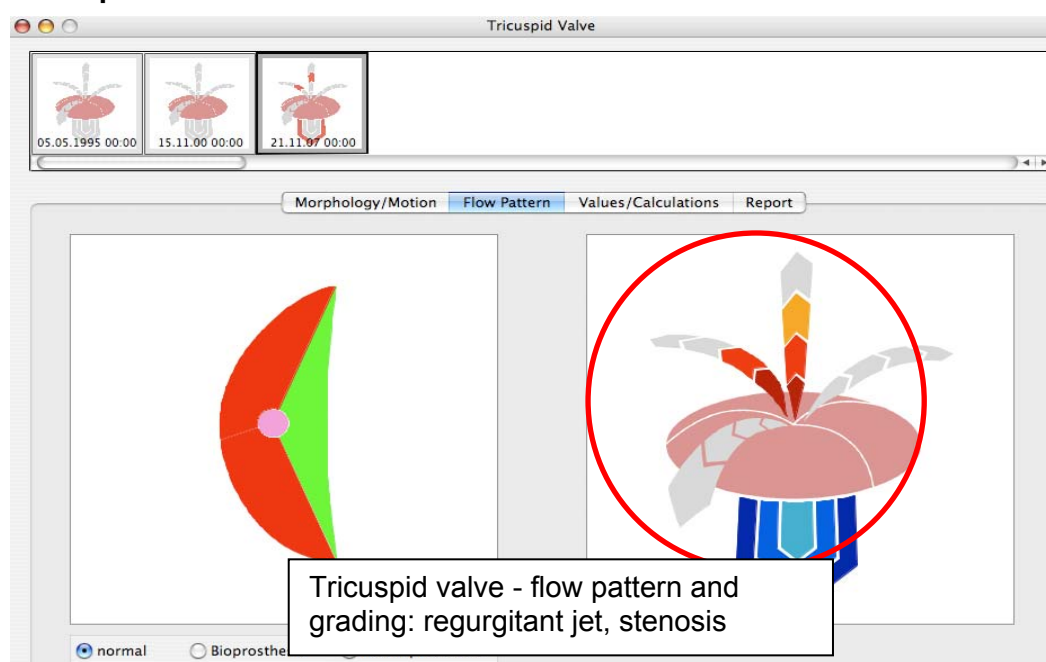 Tricuspid Valve
05.05.1995 00:00 15.11.00 00:00 21.11.07 00:00
Morphology/Motion Flow Pattern Values/Calculations Report
Tricuspid valve - flow pattern and
grading: regurgitant jet, stenosis
normal